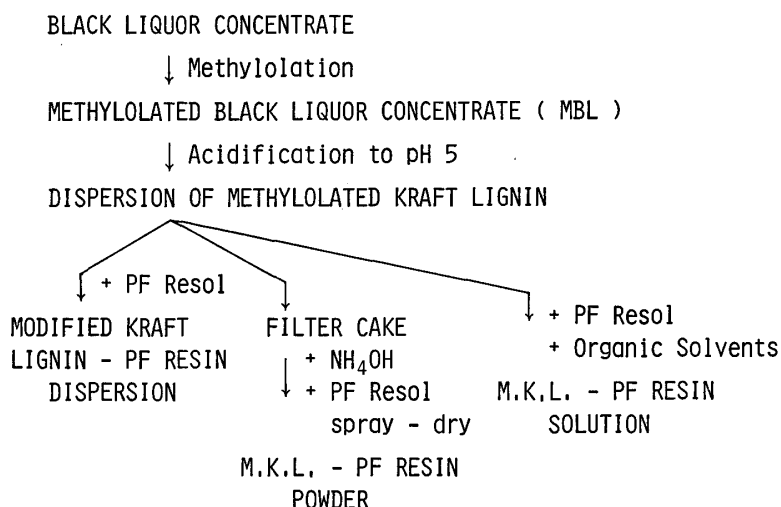 BLACK LIQUOR CONCENTRATE
↓ Methylolation
METHYLOLATED BLACK LIQUOR CONCENTRATE ( MBL )
↓ Acidification to pH 5
DISPERSION OF METHYLOLATED KRAFT LIGNIN
+ PF Resol
MODIFIED KRAFT
LIGNIN - PF RESIN
DISPERSION
FILTER CAKE
+ NH₄OH
+ PF Resol
spray - dry
M.K.L. - PF RESIN
POWDER
+ PF Resol
+ Organic Solvents
M.K.L. - PF RESIN
SOLUTION